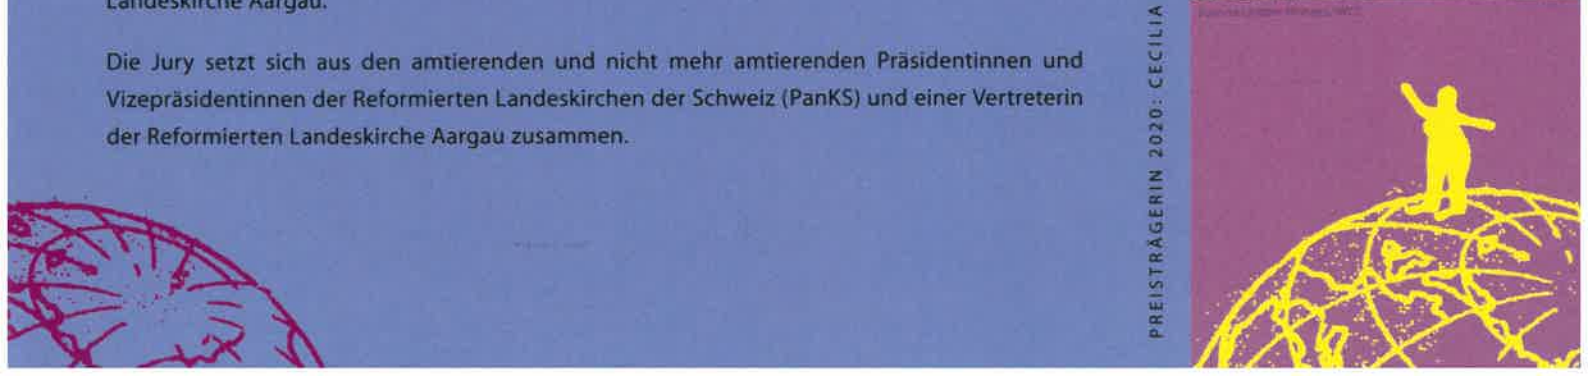 Landeskirche Aargau.
Die Jury setzt sich aus den amtierenden und nicht mehr amtierenden Präsidentinnen und
Vizepräsidentinnen der Reformierten Landeskirchen der Schweiz (PanKS) und einer Vertreterin
der Reformierten Landeskirche Aargau zusammen.
PREISTRÄGERIN 2020: CECILIA